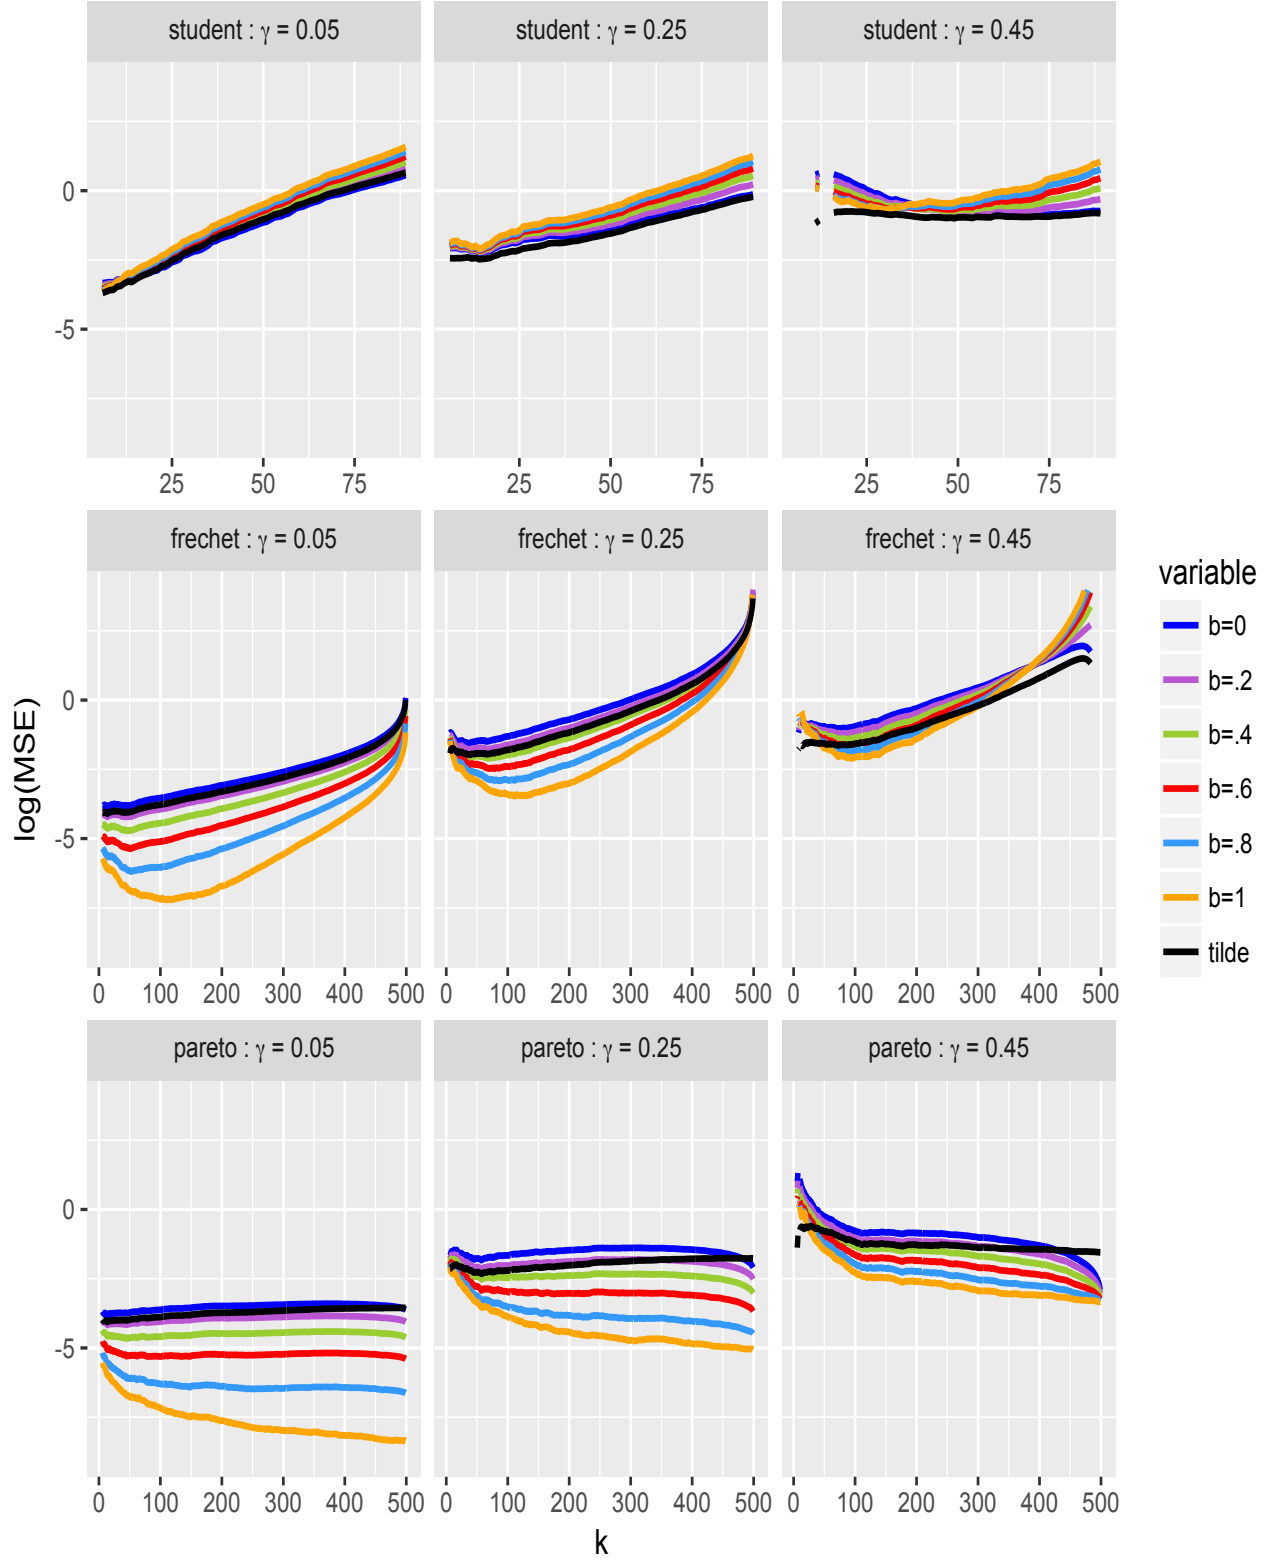 student : γ = 0.05 student : γ = 0.25 student : γ = 0.45
0
-5
25 50 75 25 50 75 25 50 75
frechet : γ = 0.05 frechet : γ = 0.25 frechet : γ = 0.45
0
-5
0 100 200 300 400 500 0 100 200 300 400 500 0 100 200 300 400 500
pareto : γ = 0.05 pareto : γ = 0.25 pareto : γ = 0.45
0
-5
0 100 200 300 400 500 0 100 200 300 400 500 0 100 200 300 400 500
log(MSE)
k
variable
b=0
b=.2
b=.4
b=.6
b=.8
b=1
tilde